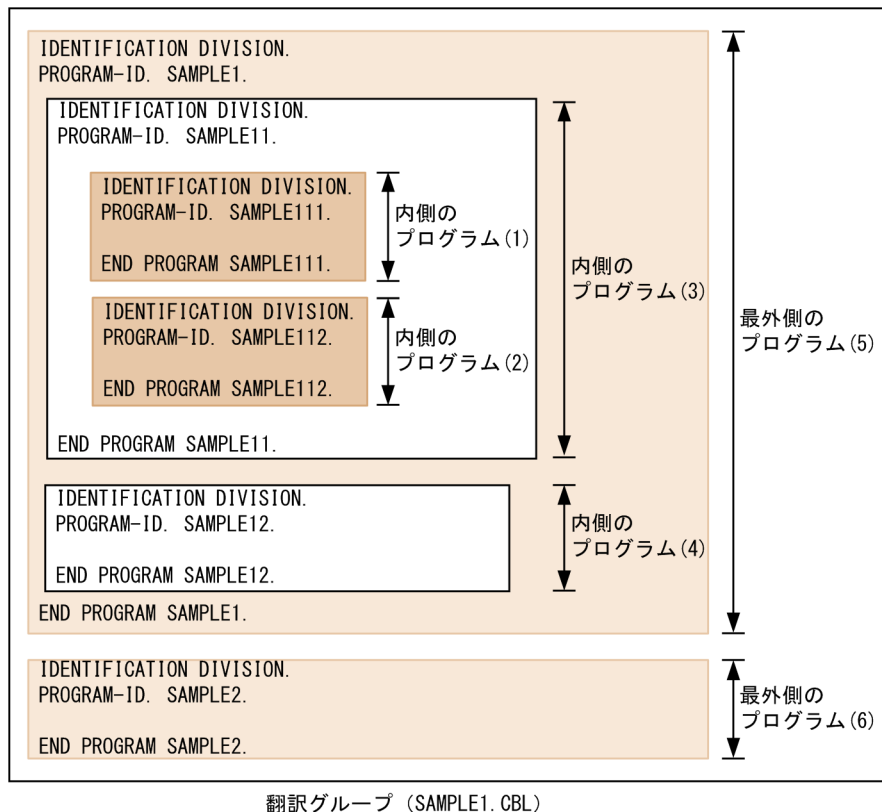 IDENTIFICATION DIVISION.
PROGRAM-ID. SAMPLE1.
IDENTIFICATION DIVISION.
PROGRAM-ID. SAMPLE11.
IDENTIFICATION DIVISION.
PROGRAM-ID. SAMPLE111.
END PROGRAM SAMPLE111.
内側の
プログラム(1)
IDENTIFICATION DIVISION.
PROGRAM-ID. SAMPLE112.
END PROGRAM SAMPLE112.
内側の
プログラム(2)
END PROGRAM SAMPLE11.
内側の
プログラム(3)
IDENTIFICATION DIVISION.
PROGRAM-ID. SAMPLE12.
END PROGRAM SAMPLE12.
内側の
プログラム(4)
END PROGRAM SAMPLE1.
最外側の
プログラム(5)
IDENTIFICATION DIVISION.
PROGRAM-ID. SAMPLE2.
END PROGRAM SAMPLE2.
最外側の
プログラム(6)
翻訳グループ (SAMPLE1.CBL)